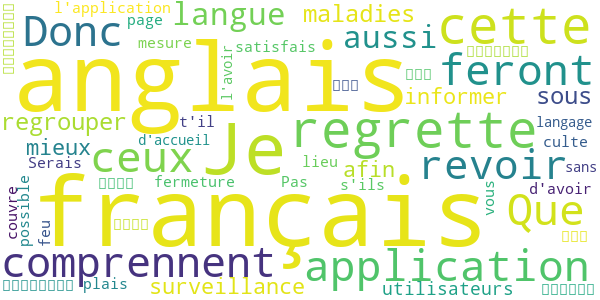 l'application
page
langue
maladies
cette
Donc
aussi
mesure
satisfais
l'avoir
anglais
feront
informer
sous
regrouper
t'il
Je
regrette
langage
mieux
d'accueil
culte
Serais
ceux
lieu
afin
revoir
sans
fermeture
Pas
s'ils
vous
d'avoir
couvre
possible
feu
français
Que
comprennent
application
plais
surveillance
utilisateurs